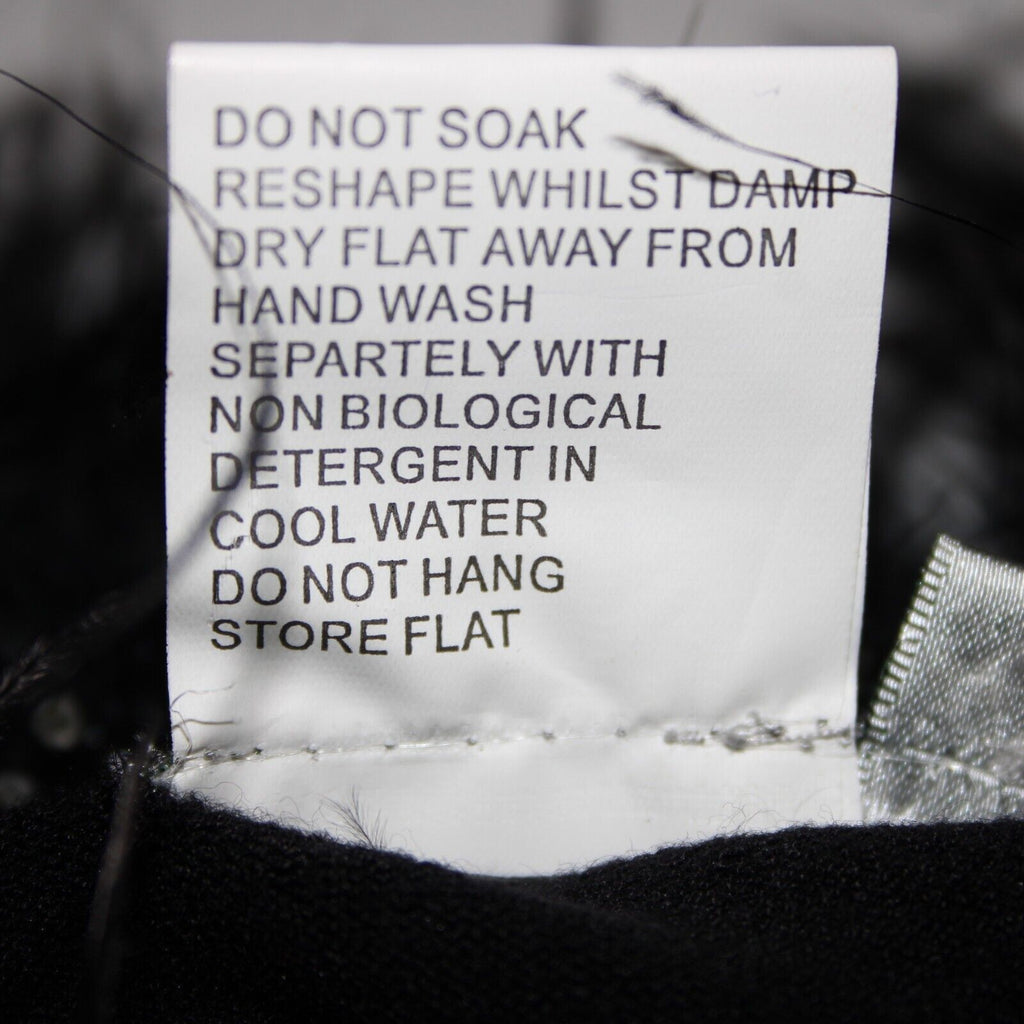 DO NOT SOAK
RESHAPE WHILST DAMP
DRY FLAT AWAY FROM
HAND WASH
SEPARTELY WITH
NON BIOLOGICAL
DETERGENT IN
COOL WATER
DO NOT HANG
STORE FLAT